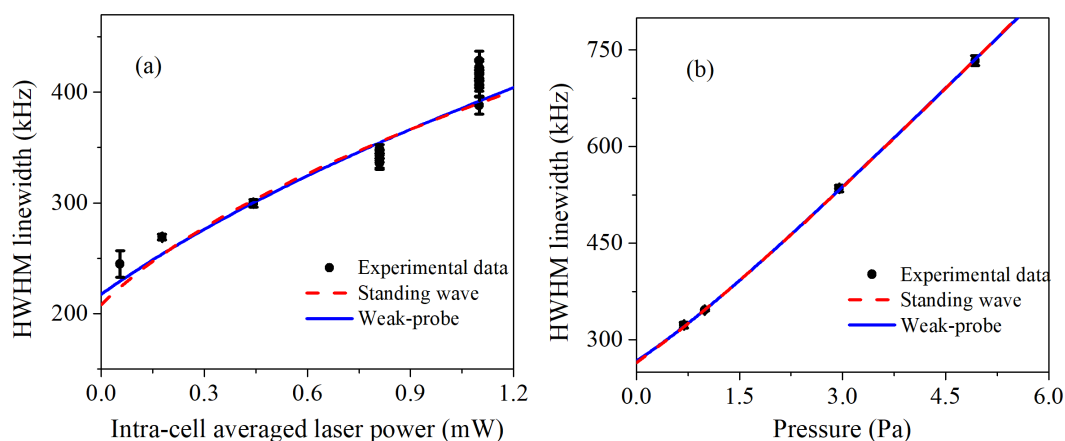 (a)
HWHM linewidth (kHz)
400
300
200
Experimental data
Standing wave
Weak-probe
0.0 0.3 0.6 0.9 1.2
Intra-cell averaged laser power (mW)
(b)
HWHM linewidth (kHz)
750
600
450
300
Experimental data
Standing wave
Weak-probe
0.0 1.5 3.0 4.5 6.0
Pressure (Pa)